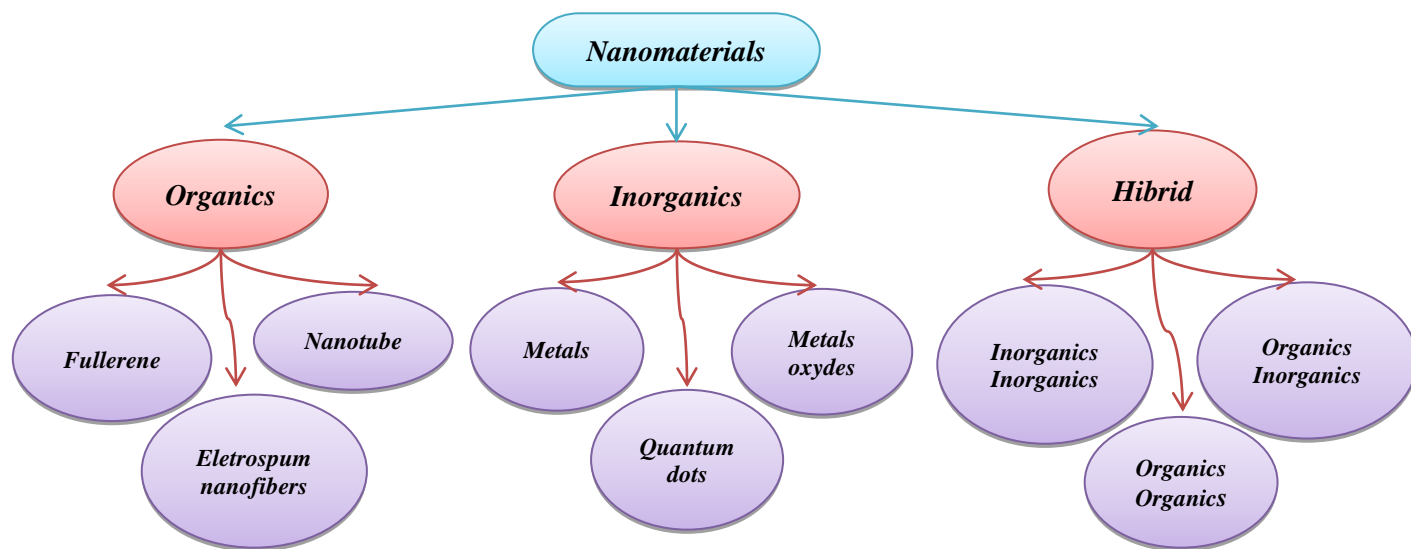 Nanomaterials
Organics
Inorganics
Hibrid
Fullerene
Nanotube
Eletrospum
nanofibers
Metals
Metals
oxydes
Quantum
dots
Inorganics
Inorganics
Organics
Inorganics
Organics
Organics